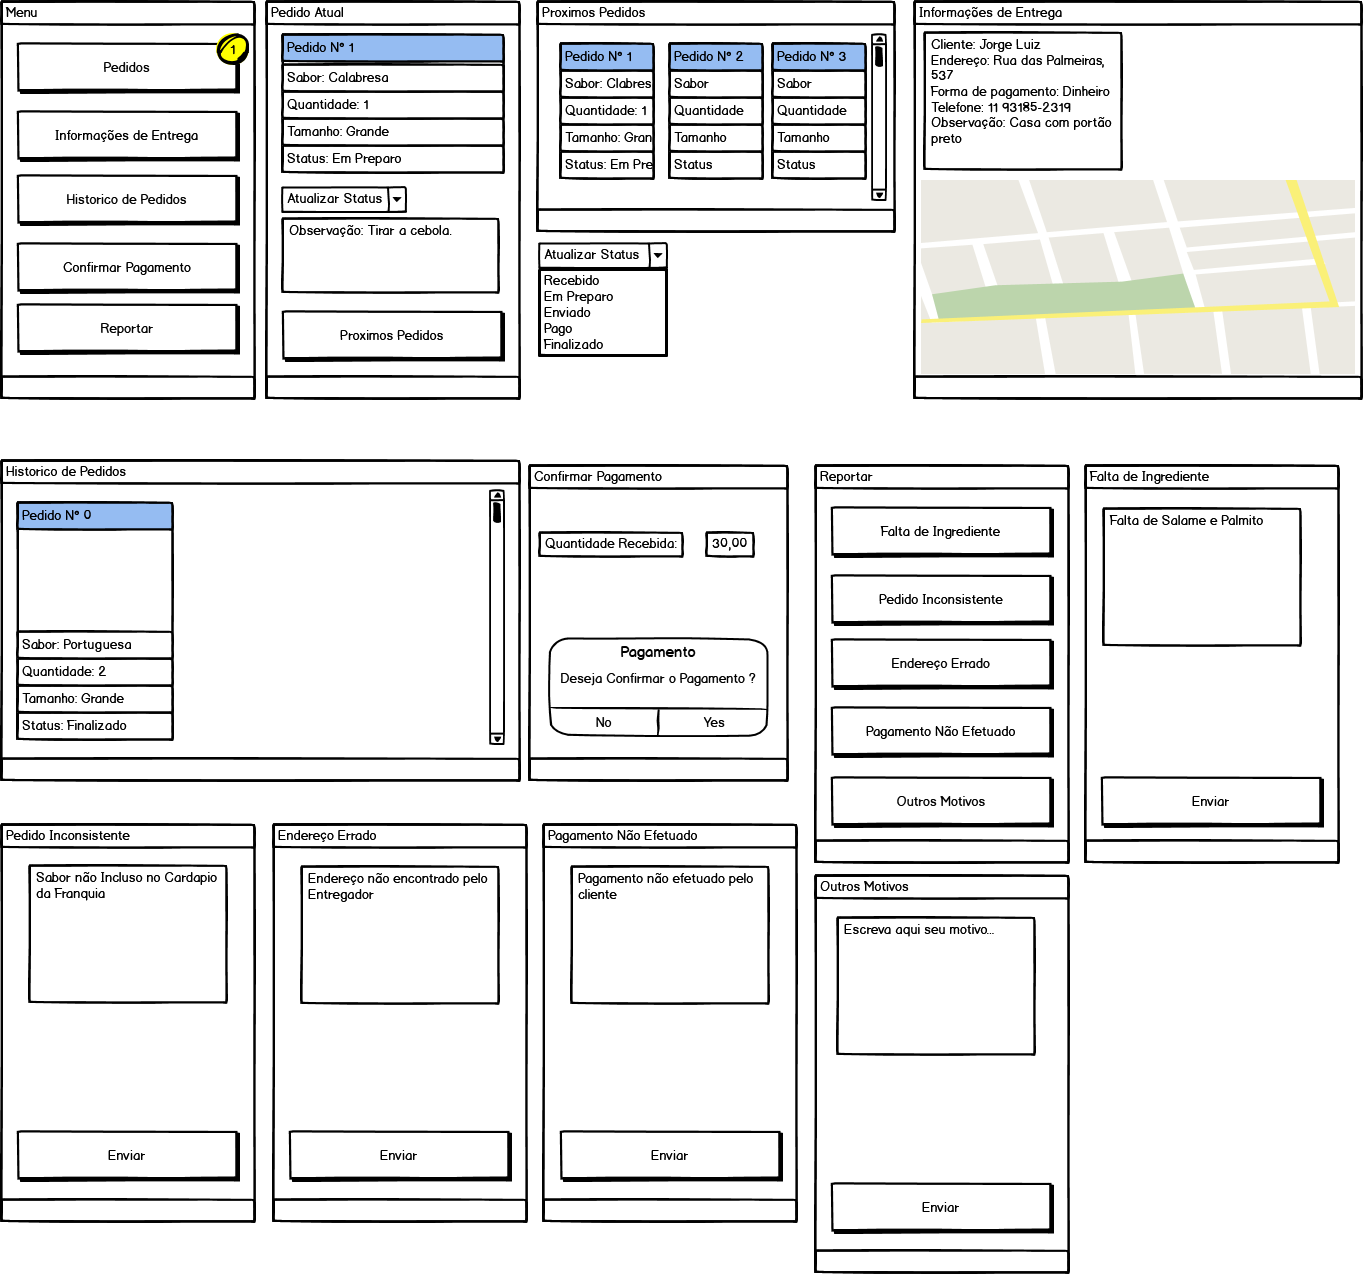 Menu
1
Pedidos
Informações de Entrega
Historico de Pedidos
Confirmar Pagamento
Reportar
Pedido Atual
Pedido N° 1
Sabor: Calabresa
Quantidade: 1
Tamanho: Grande
Status: Em Preparo
Atualizar Status
Observação: Tirar a cebola.
Proximos Pedidos
Proximos Pedidos
Pedido N° 1
Sabor: Clabres
Quantidade: 1
Tamanho: Gran
Status: Em Pre
Pedido N° 2
Sabor
Quantidade
Tamanho
Status
Pedido N° 3
Sabor
Quantidade
Tamanho
Status
Atualizar Status
Recebido
Em Preparo
Enviado
Pago
Finalizado
Informações de Entrega
Cliente: Jorge Luiz
Endereço: Rua das Palmeiras,
537
Forma de pagamento: Dinheiro
Telefone: 11 93185-2319
Observação: Casa com portão
preto
Historico de Pedidos
Pedido N° 0
Sabor: Portuguesa
Quantidade: 2
Tamanho: Grande
Status: Finalizado
Confirmar Pagamento
Quantidade Recebida:
30,00
Pagamento
Deseja Confirmar o Pagamento ?
No
Yes
Reportar
Falta de Ingrediente
Pedido Inconsistente
Endereço Errado
Pagamento Não Efetuado
Outros Motivos
Falta de Ingrediente
Falta de Salame e Palmito
Enviar
Pedido Inconsistente
Sabor não Incluso no Cardapio
da Franquia
Enviar
Endereço Errado
Endereço não encontrado pelo
Entregador
Enviar
Pagamento Não Efetuado
Pagamento não efetuado pelo
cliente
Enviar
Outros Motivos
Escreva aqui seu motivo...
Enviar